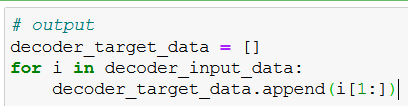 # output
decoder_target_data = []
for i in decoder_input_data:
    decoder_target_data.append(i[1:])